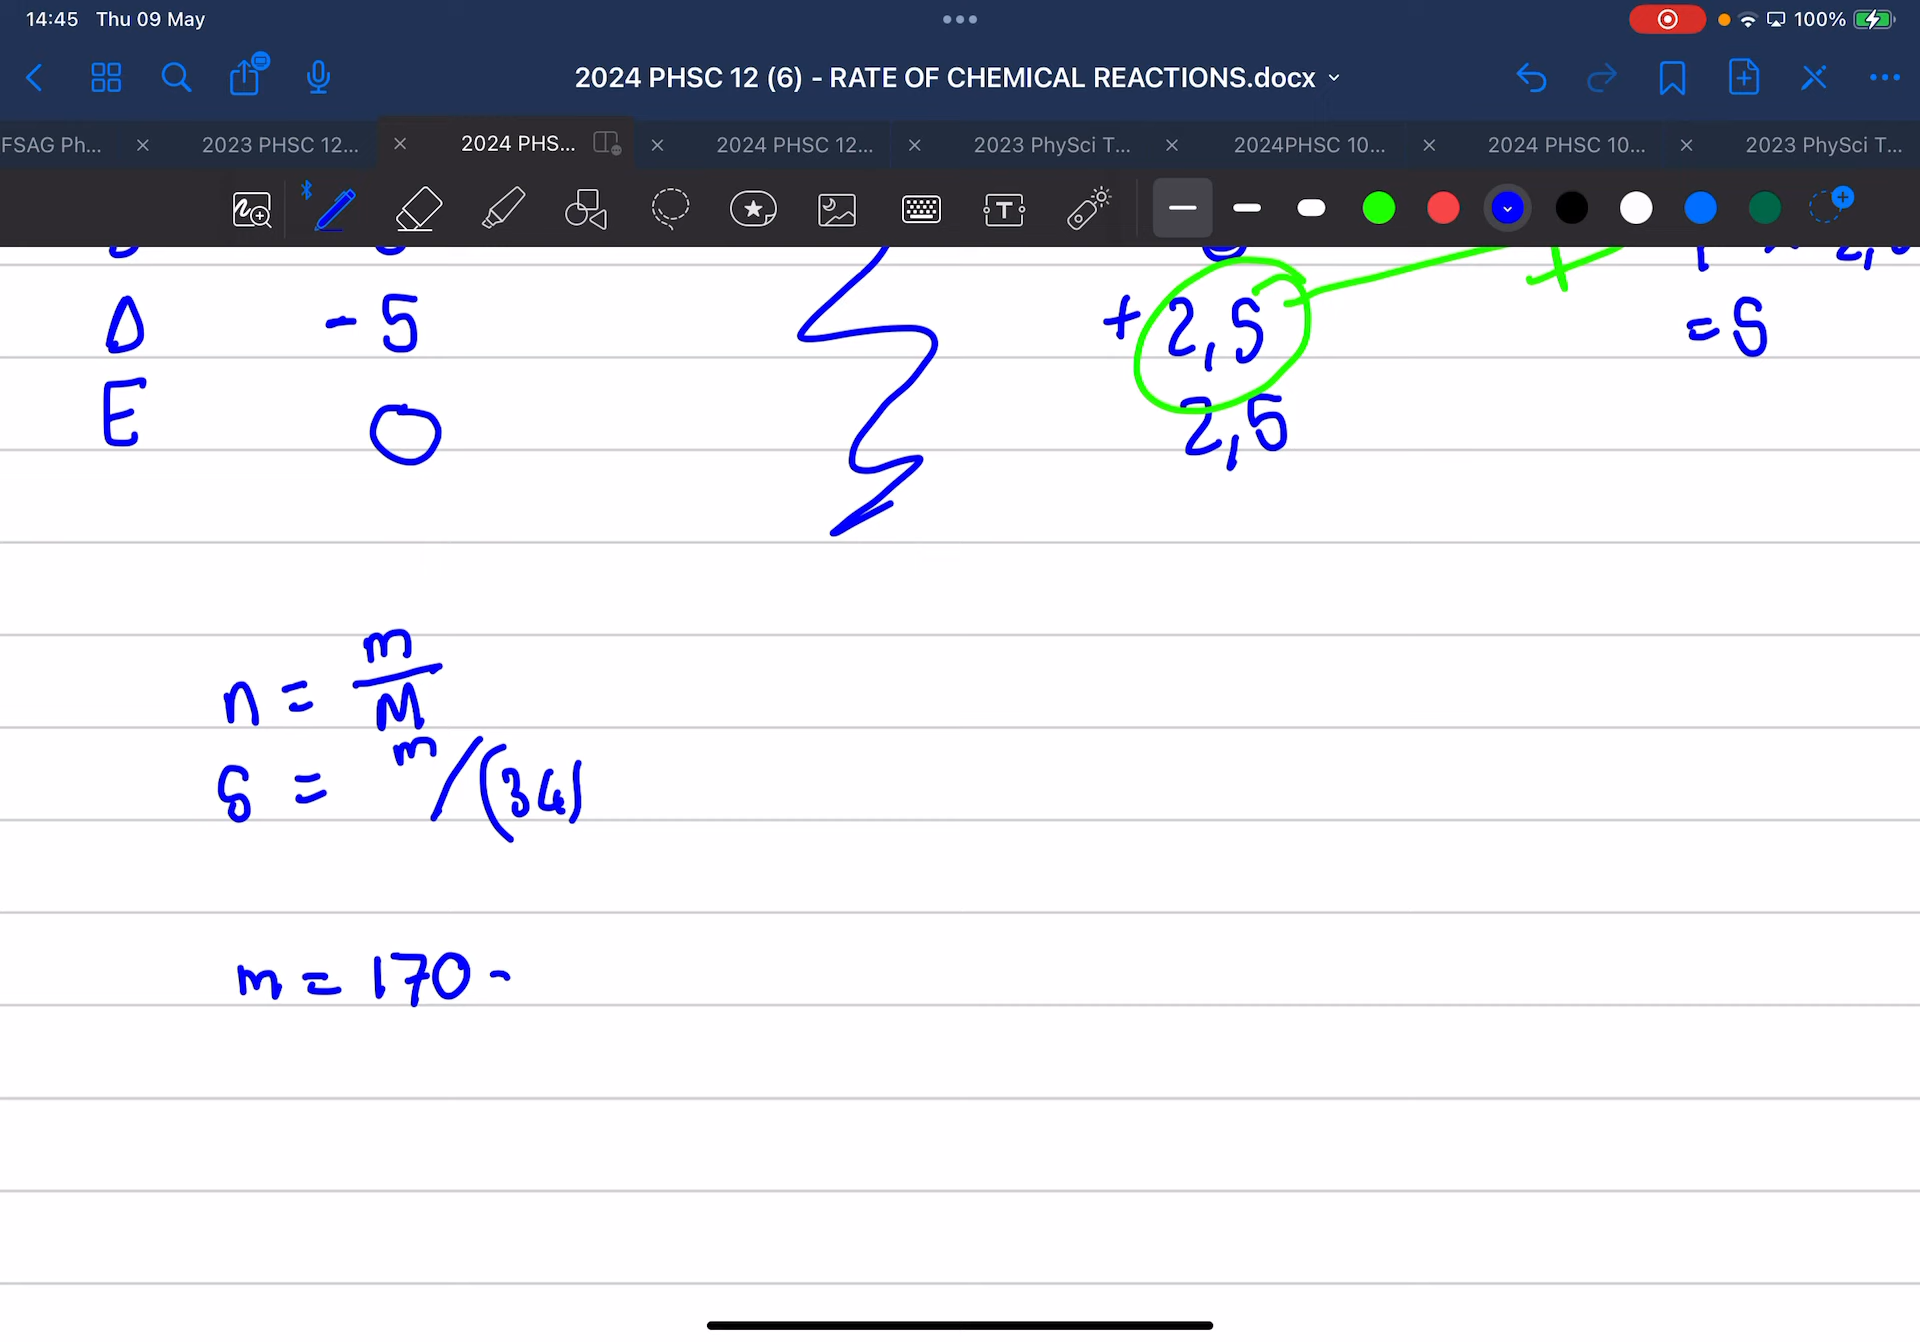 14:45 Thu 09 May
100%
2024 PHSC 12 (6) - RATE OF CHEMICAL REACTIONS.docx
FSAG Ph... 2023 PHSC 12... 2024 PHS... 2024 PHSC 12... 2023 PhySci T... 2024PHSC 10... 2024 PHSC 10... 2023 PhySci T...
Δ - 5 + 2,5 = 5
E 0 2,5
n = m/M
5 = m/(34)
m = 170